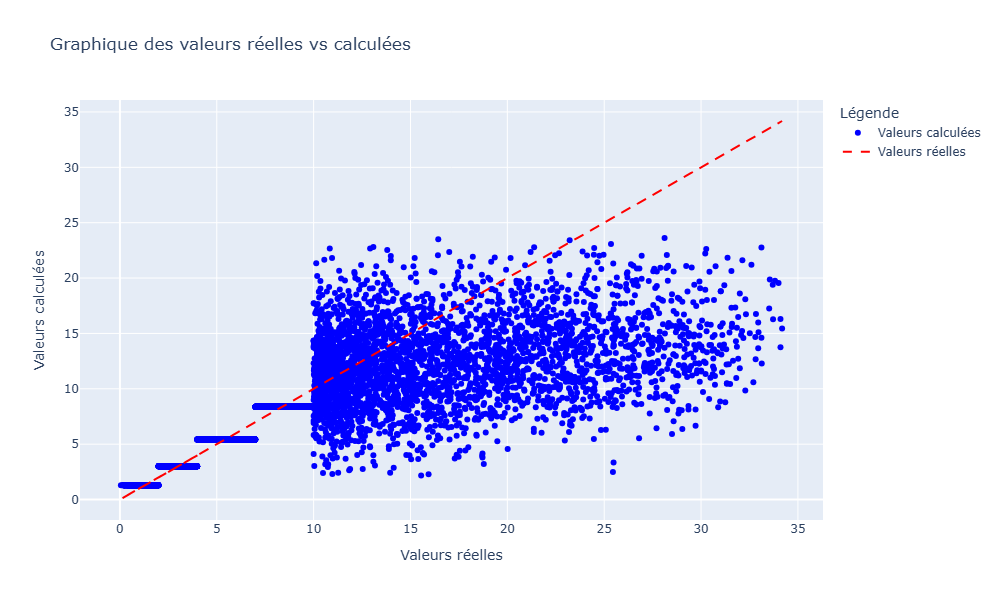 Graphique des valeurs réelles vs calculées
Légende
Valeurs calculées
Valeurs réelles
Valeurs calculées
35
30
25
20
15
10
5
0
0 5 10 15 20 25 30 35
Valeurs réelles